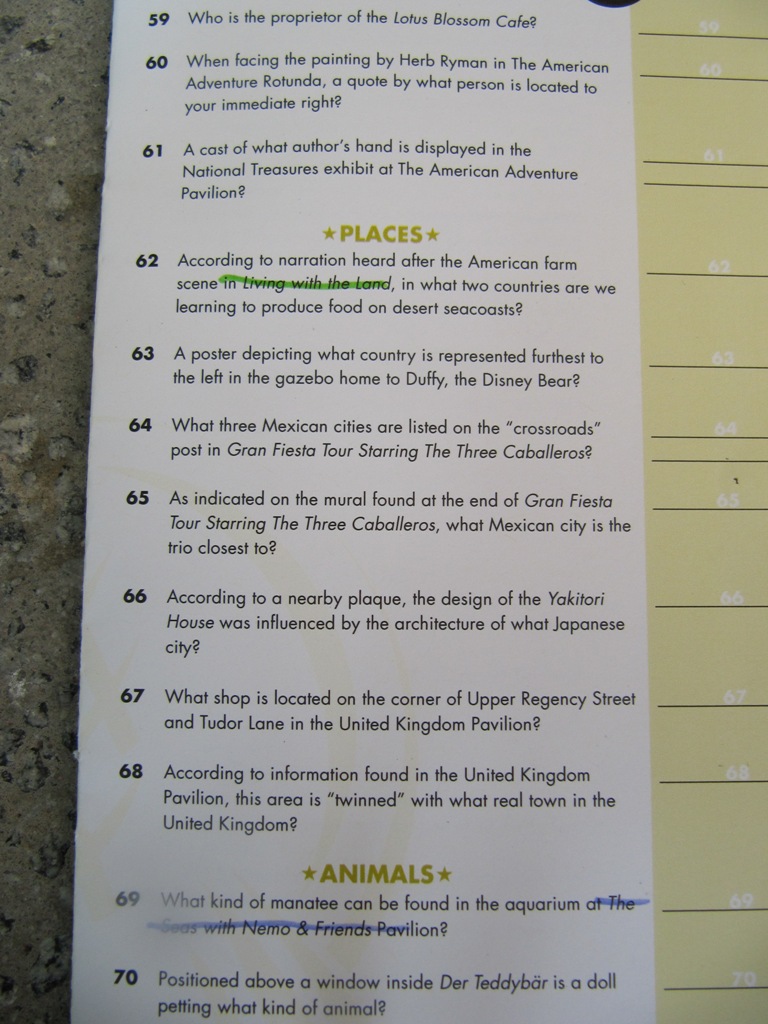 59 Who is the proprietor of the Lotus Blossom Cafe?
60 When facing the painting by Herb Ryman in The American
Adventure Rotunda, a quote by what person is located to
your immediate right?
61 A cast of what author's hand is displayed in the
National Treasures exhibit at The American Adventure
Pavilion?
★PLACES★
62 According to narration heard after the American farm
scene in Living with the Land, in what two countries are we
learning to produce food on desert seacoasts?
63 A poster depicting what country is represented furthest to
the left in the gazebo home to Duffy, the Disney Bear?
64 What three Mexican cities are listed on the "crossroads"
post in Gran Fiesta Tour Starring The Three Caballeros?
65 As indicated on the mural found at the end of Gran Fiesta
Tour Starring The Three Caballeros, what Mexican city is the
trio closest to?
66 According to a nearby plaque, the design of the Yakitori
House was influenced by the architecture of what Japanese
city?
67 What shop is located on the corner of Upper Regency Street
and Tudor Lane in the United Kingdom Pavilion?
68 According to information found in the United Kingdom
Pavilion, this area is "twinned" with what real town in the
United Kingdom?
★ANIMALS★
69 What kind of manatee can be found in the aquarium at The
Seas with Nemo & Friends Pavilion?
70 Positioned above a window inside Der Teddybär is a doll
petting what kind of animal?
59
60
61
62
63
64
65
66
67
68
69
70